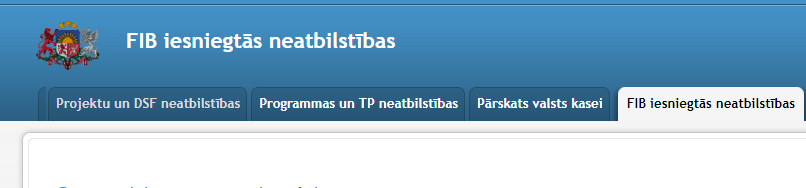 FIB iesniegtās neatbilstības
Projektu un DSF neatbilstības Programmas un TP neatbilstības Pārskats valsts kasei FIB iesniegtās neatbilstības